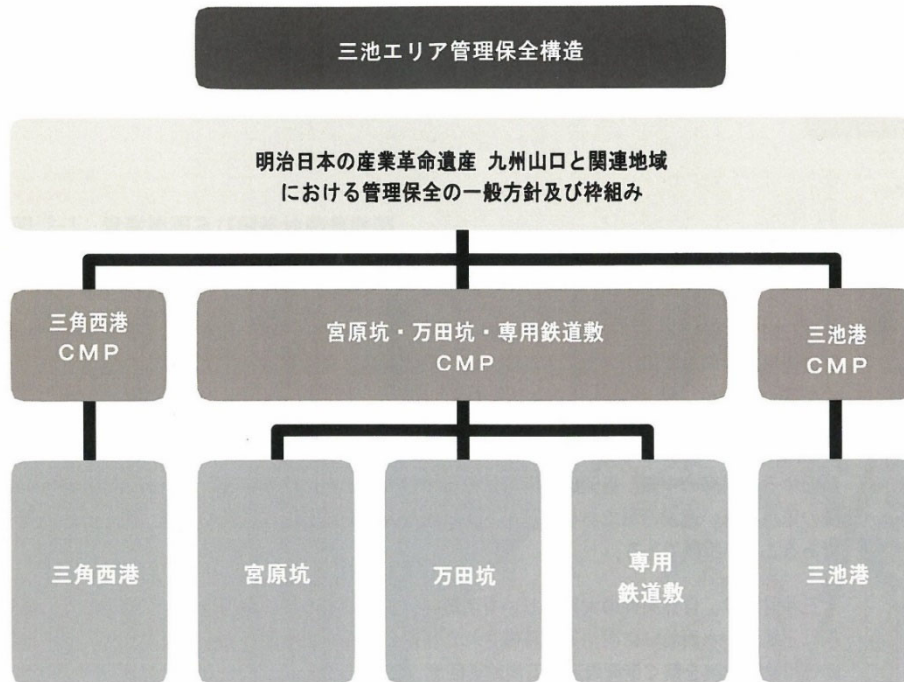 三池エリア管理保全構造
明治日本の産業革命遺産 九州山口と関連地域
における管理保全の一般方針及び枠組み
三角西港
CMP
宮原坑・万田坑・専用鉄道敷
CMP
三池港
CMP
三角西港
宮原坑
万田坑
専用
鉄道敷
三池港